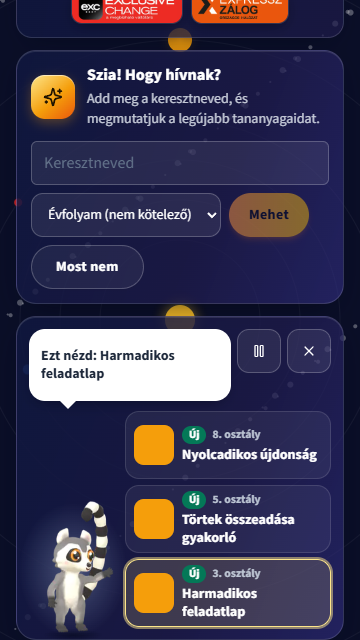 exc
EXCLUSIVE
CHANGE
EXPRESSZ
ZÁLOG
Szia! Hogy hívnak?
Add meg a keresztneved, és
megmutatjuk a legújabb tananyagaidat.
Keresztneved
Évfolyam (nem kötelező)
Mehet
Most nem
Ezt nézd: Harmadikos
feladatlap
Új 8. osztály
Nyolcadikos újdonság
Új 5. osztály
Törtek összeadása
gyakorló
Új 3. osztály
Harmadikos
feladatlap